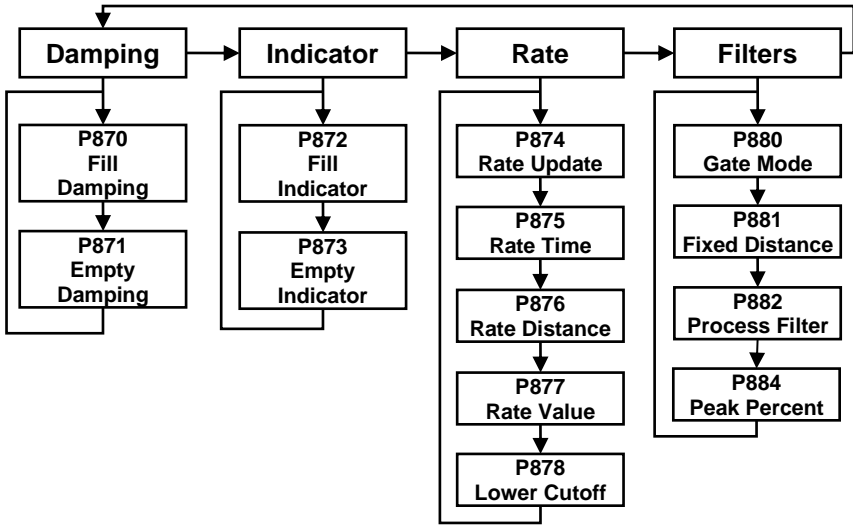 Damping
Indicator
Rate
Filters
P870
Fill
Damping
P871
Empty
Damping
P872
Fill
Indicator
P873
Empty
Indicator
P874
Rate Update
P875
Rate Time
P876
Rate Distance
P877
Rate Value
P878
Lower Cutoff
P880
Gate Mode
P881
Fixed Distance
P882
Process Filter
P884
Peak Percent